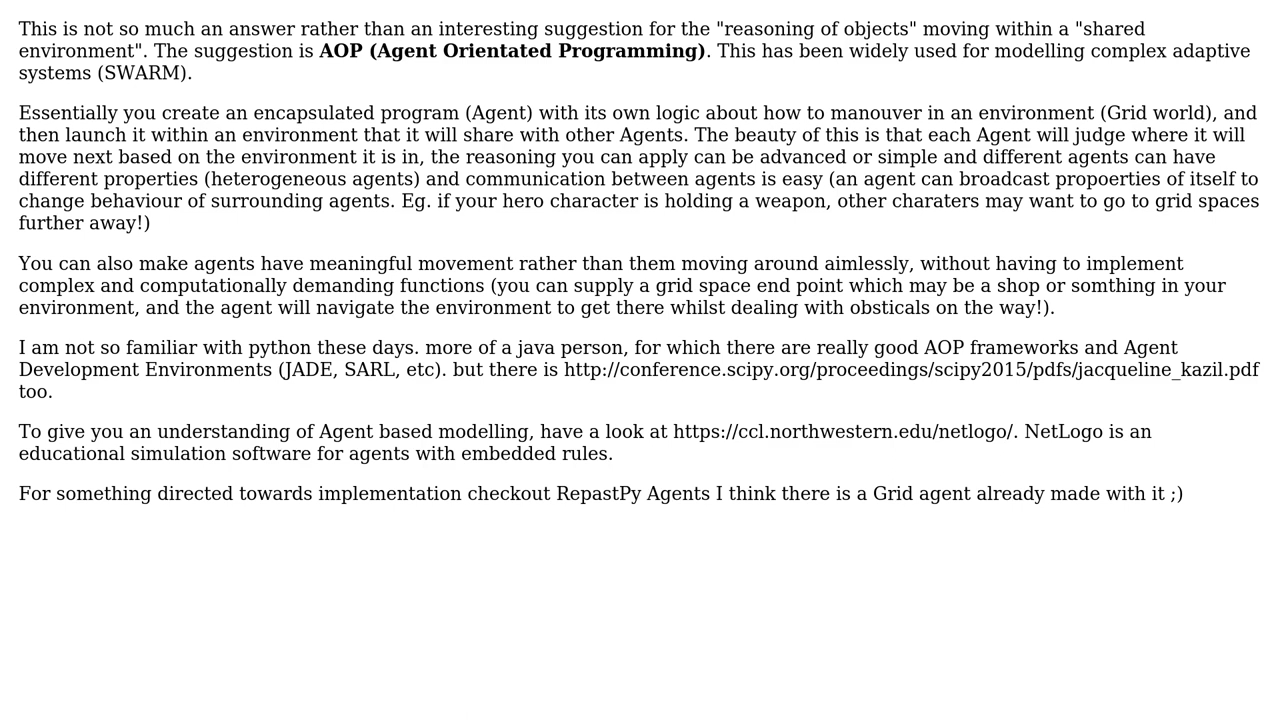 This is not so much an answer rather than an interesting suggestion for the "reasoning of objects" moving within a "shared
environment". The suggestion is AOP (Agent Orientated Programming). This has been widely used for modelling complex adaptive
systems (SWARM).
Essentially you create an encapsulated program (Agent) with its own logic about how to manouver in an environment (Grid world), and
then launch it within an environment that it will share with other Agents. The beauty of this is that each Agent will judge where it will
move next based on the environment it is in, the reasoning you can apply can be advanced or simple and different agents can have
different properties (heterogeneous agents) and communication between agents is easy (an agent can broadcast propoerties of itself to
change behaviour of surrounding agents. Eg. if your hero character is holding a weapon, other charaters may want to go to grid spaces
further away!)
You can also make agents have meaningful movement rather than them moving around aimlessly, without having to implement
complex and computationally demanding functions (you can supply a grid space end point which may be a shop or somthing in your
environment, and the agent will navigate the environment to get there whilst dealing with obsticals on the way!).
I am not so familiar with python these days. more of a java person, for which there are really good AOP frameworks and Agent
Development Environments (JADE, SARL, etc). but there is http://conference.scipy.org/proceedings/scipy2015/pdfs/jacqueline_kazil.pdf
too.
To give you an understanding of Agent based modelling, have a look at https://ccl.northwestern.edu/netlogo/. NetLogo is an
educational simulation software for agents with embedded rules.
For something directed towards implementation checkout RepastPy Agents I think there is a Grid agent already made with it ;)